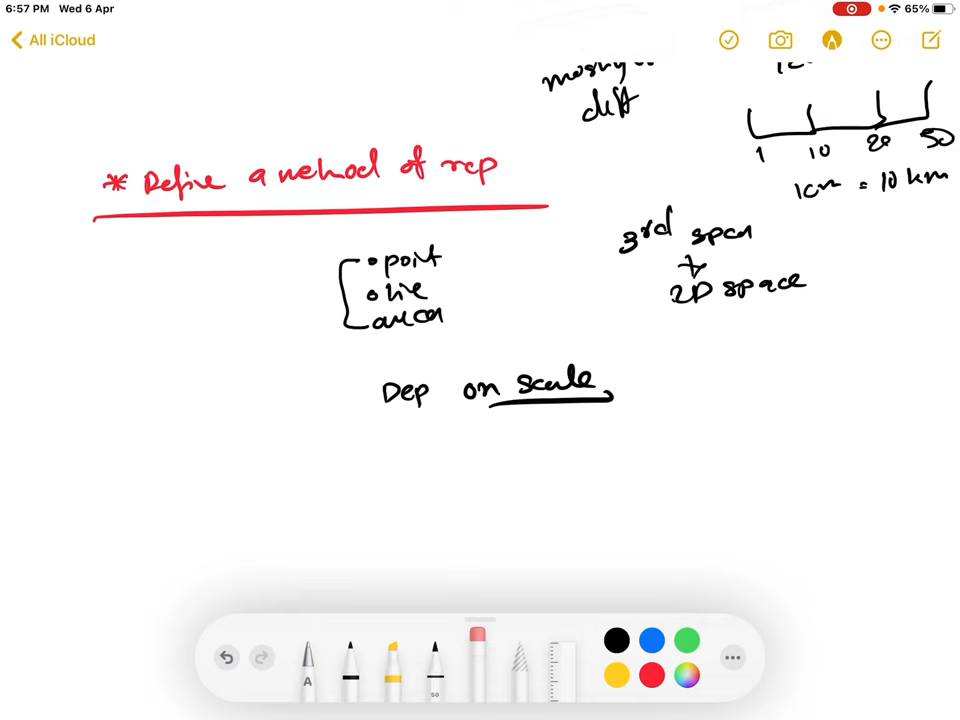 6:57 PM Wed 6 Apr
65%
All iCloud
diff
1 10 20 50
1cm = 10 km
* Define a method of rep
• point
• line
• area
3rd
2D space
Dep on scale
A
50